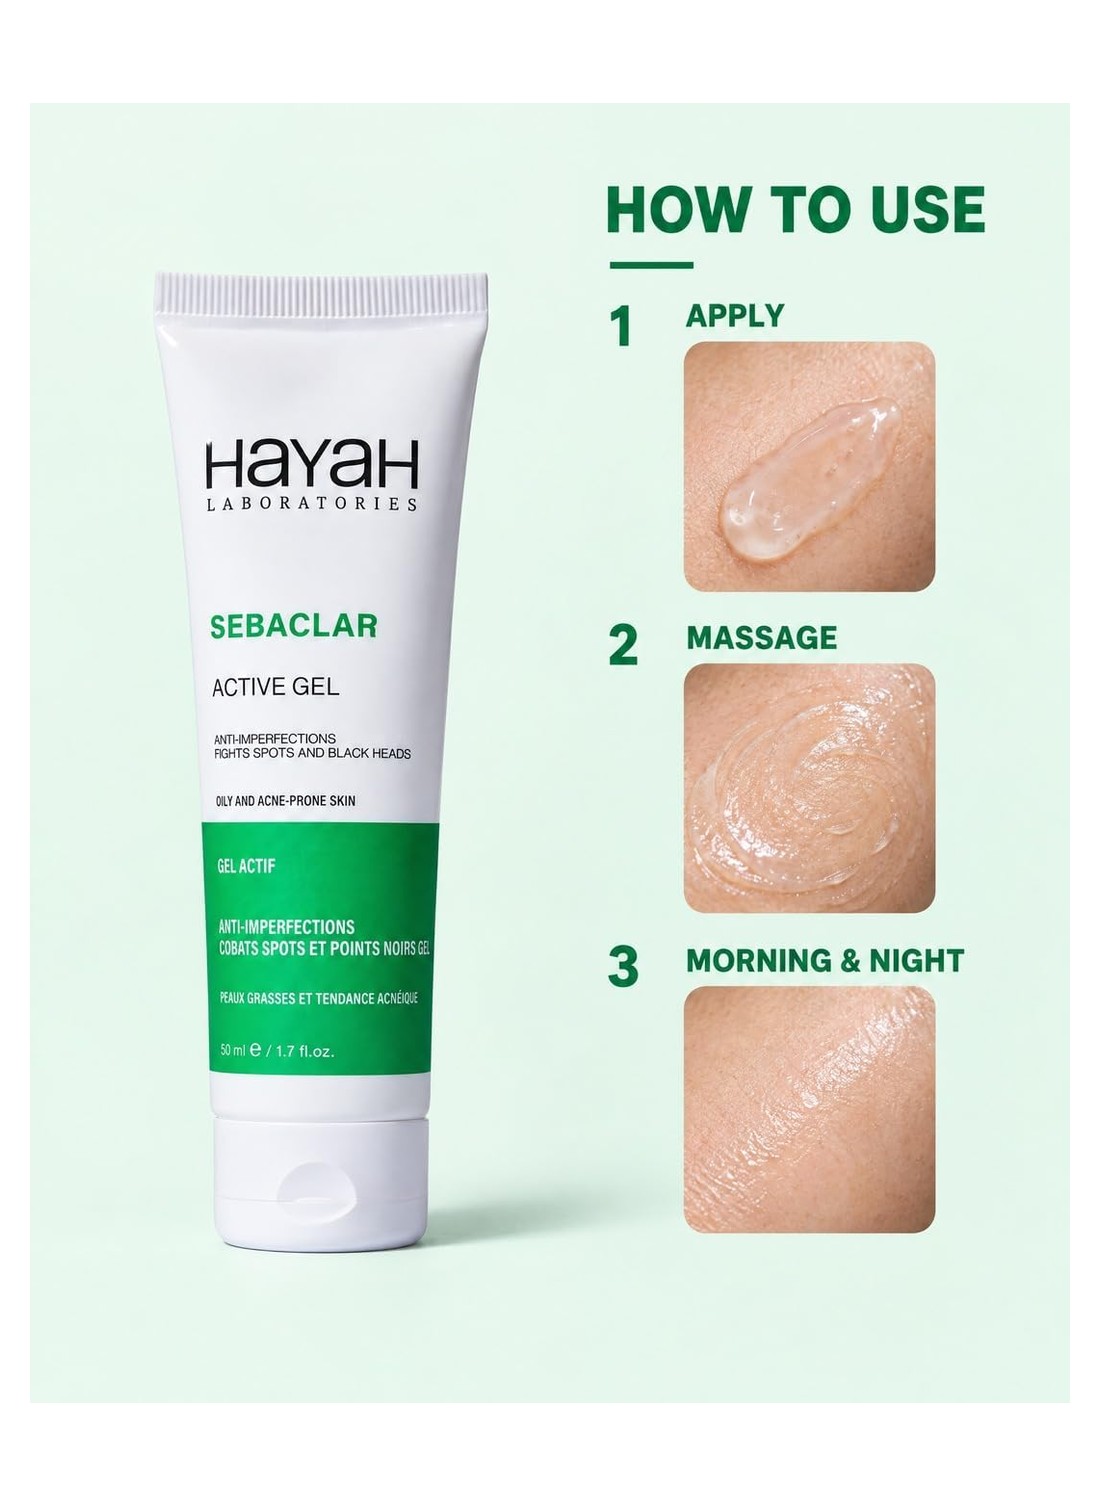 HaYaH
LABORATORIES
SEBACLAR
ACTIVE GEL
ANTI-IMPERFECTIONS
FIGHTS SPOTS AND BLACK HEADS
OILY AND ACNE-PRONE SKIN
GEL ACTIF
ANTI-IMPERFECTIONS
COBATS SPOTS ET POINTS NOIRS GEL
PEAUX GRASSES ET TENDANCE ACNÉIQUE
50 ml e / 1.7 fl.oz.
HOW TO USE
1 APPLY
2 MASSAGE
3 MORNING & NIGHT